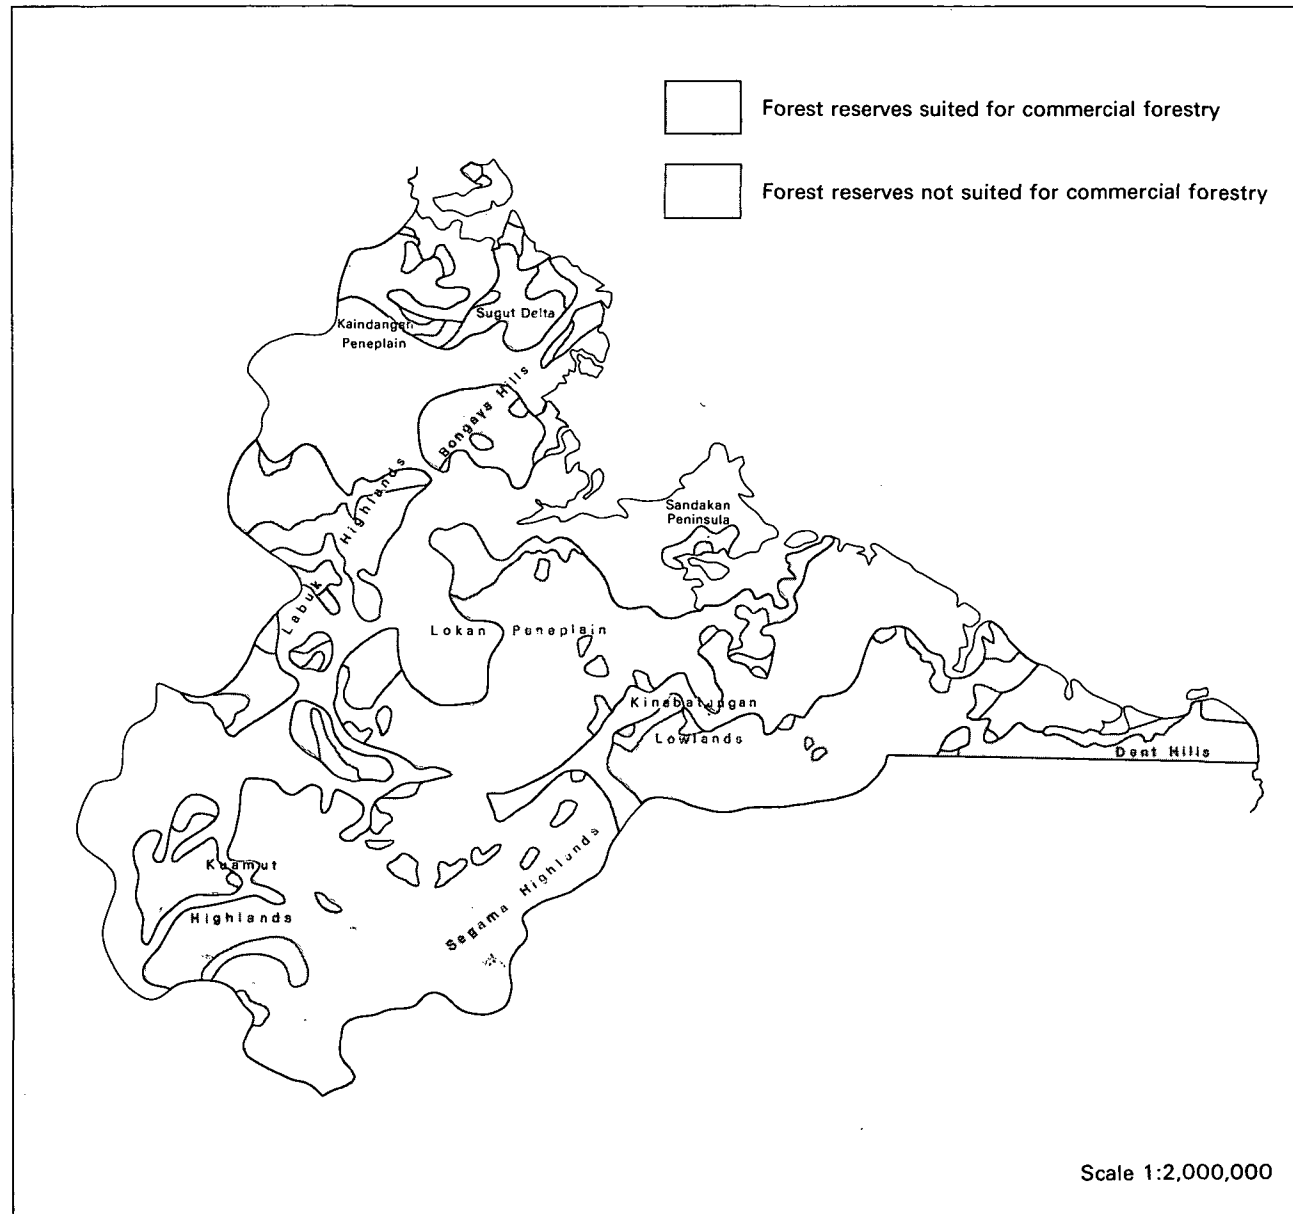 Forest reserves suited for commercial forestry
Forest reserves not suited for commercial forestry
Kaindangan
Peneplain
Sugut Delta
Bongaya Hills
Labuk Highlands
Sandakan
Peninsula
Lokan Peneplain
Kinabatangan
Lowlands
Dent Hills
Kuamut
Highlands
Segama Highlands
Scale 1:2,000,000